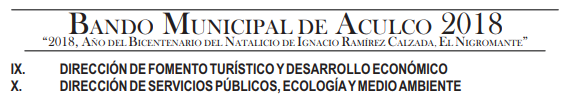 BANDO MUNICIPAL DE ACULCO 2018
"2018, AÑO DEL BICENTENARIO DEL NATALICIO DE IGNACIO RAMÍREZ CALZADA, EL NIGROMANTE"
IX. DIRECCIÓN DE FOMENTO TURÍSTICO Y DESARROLLO ECONÓMICO
X. DIRECCIÓN DE SERVICIOS PÚBLICOS, ECOLOGÍA Y MEDIO AMBIENTE